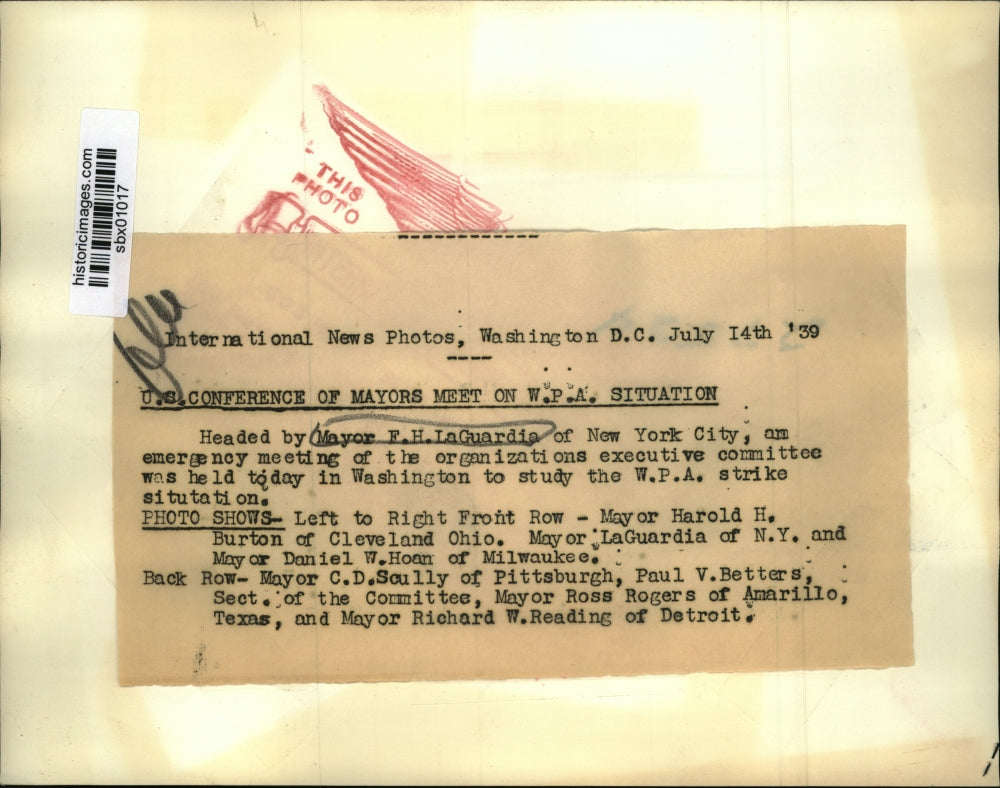 THIS
PHOTO
historicimages.com
sbx01017
International News Photos, Washington D.C. July I4th '39
U.S.CONFERENCE OF MAYORS MEET ON W.P.A. SITUATION
Headed by Mayor F.H.LaGuardia of New York City, an
emergency meeting of the organizations executive committee
was held today in Washington to study the W.P.A. strike
situtation.
PHOTO SHOWS- Left to Right Front Row - Mayor Harold H.
Burton of Cleveland Ohio. Mayor LaGuardia of N.Y. and
Mayor Daniel W.Hoan of Milwaukee.
Back Row- Mayor C.D.Scully of Pittsburgh, Paul V.Betters,
Sect. of the Committee, Mayor Ross Rogers of Amarillo,
Texas, and Mayor Richard W.Reading of Detroit.